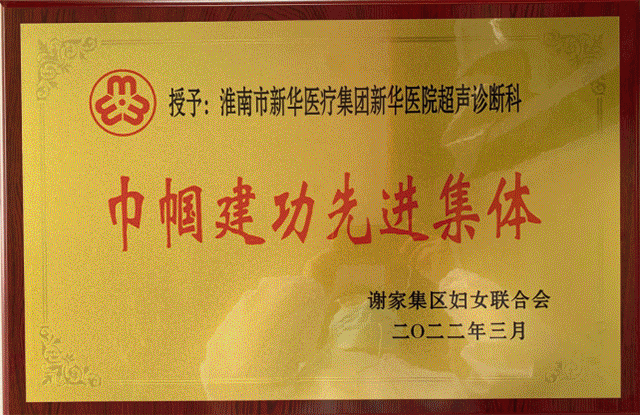 授予：淮南市新华医疗集团新华医院超声诊断科
巾帼建功先进集体
谢家集区妇女联合会
二〇二二年三月